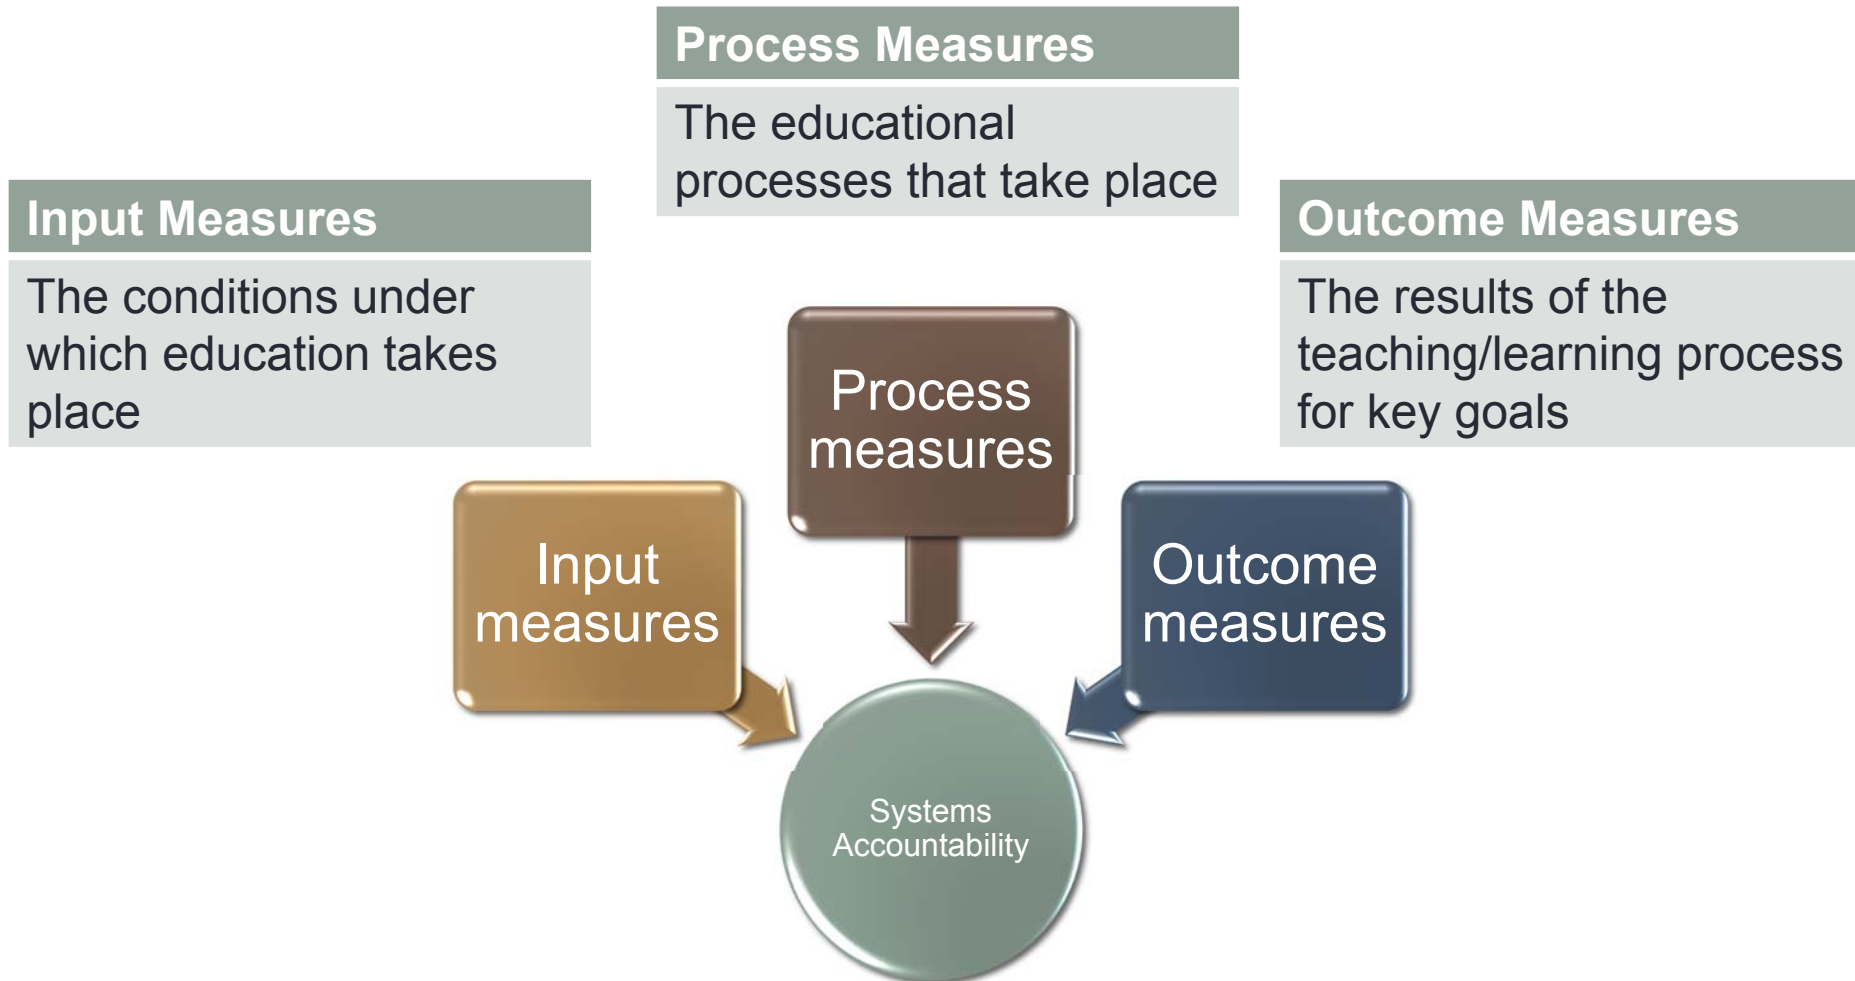 Process Measures
The educational
processes that take place
Input Measures
The conditions under
which education takes
place
Outcome Measures
The results of the
teaching/learning process
for key goals
Process
measures
Input
measures
Outcome
measures
Systems
Accountability